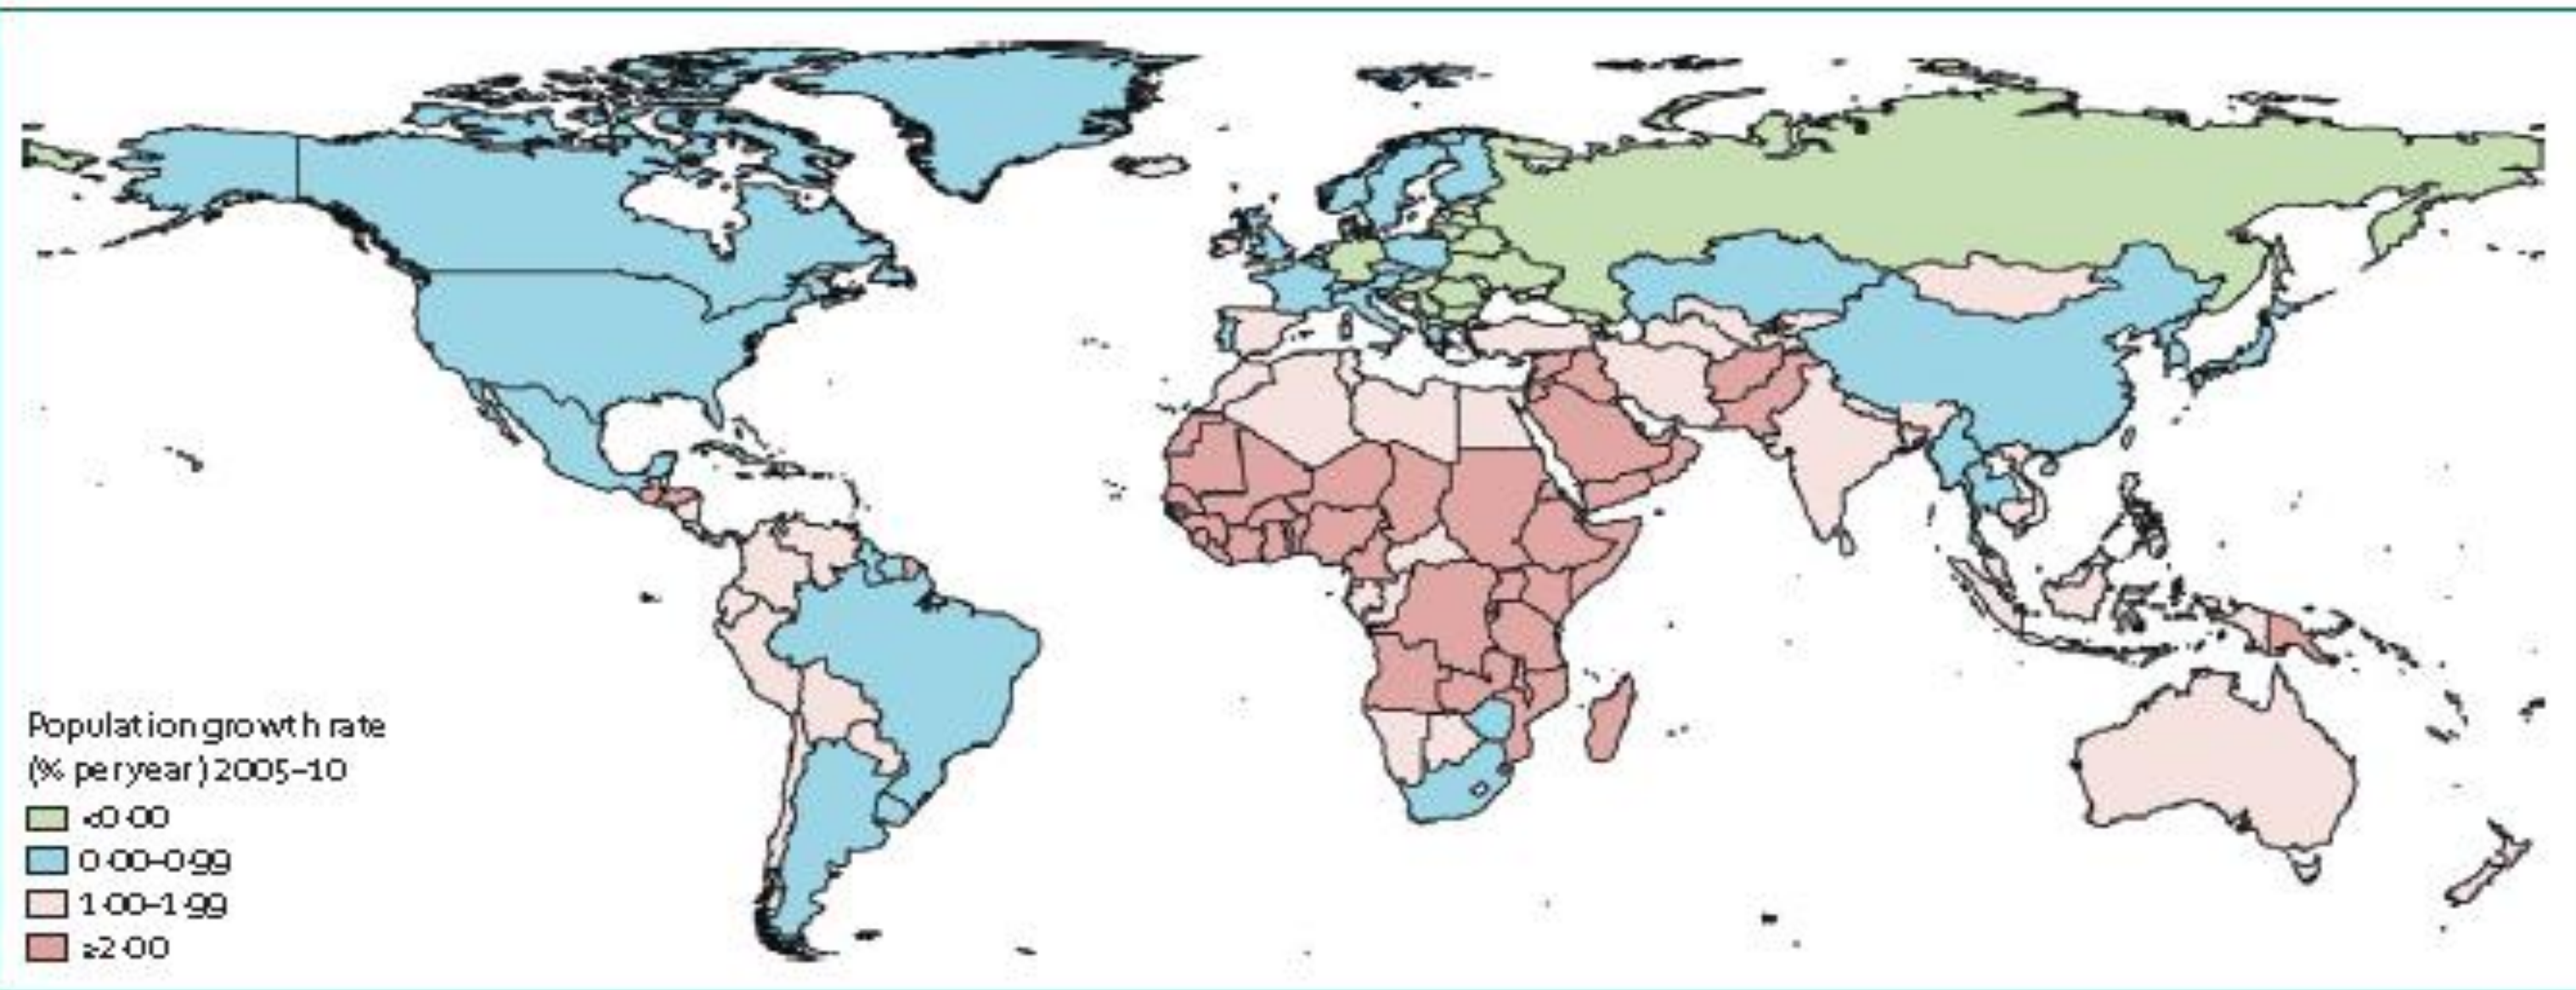 Population growth rate
(% per year) 2005–10
<0·00
0·00–0·99
1·00–1·99
≥2·00